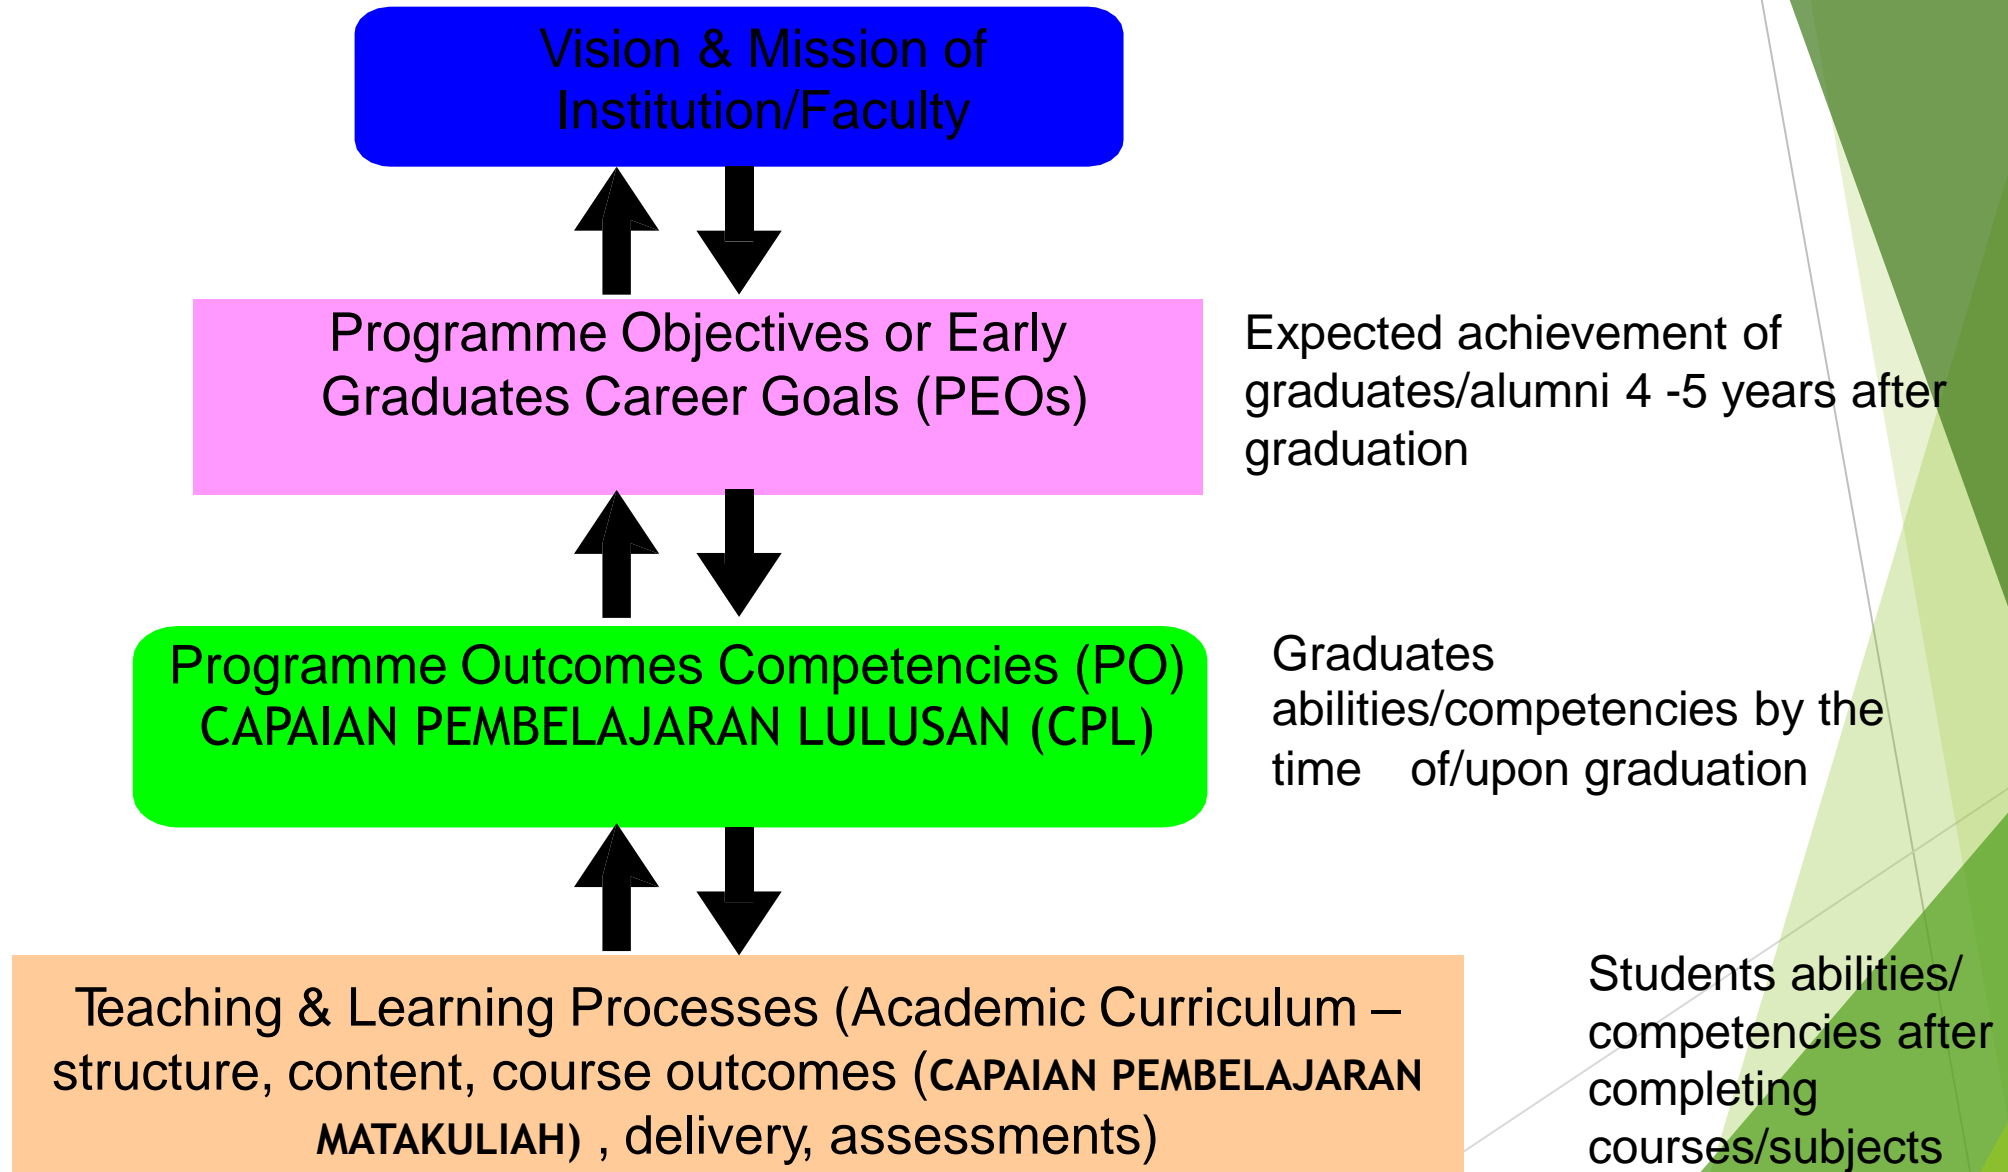 Vision & Mission of
Institution/Faculty
Programme Objectives or Early
Graduates Career Goals (PEOs)
Expected achievement of
graduates/alumni 4 -5 years after
graduation
Programme Outcomes Competencies (PO)
CAPAIAN PEMBELAJARAN LULUSAN (CPL)
Graduates
abilities/competencies by the
time of/upon graduation
Teaching & Learning Processes (Academic Curriculum –
structure, content, course outcomes (CAPAIAN PEMBELAJARAN
MATAKULIAH) , delivery, assessments)
Students abilities/
competencies after
completing
courses/subjects